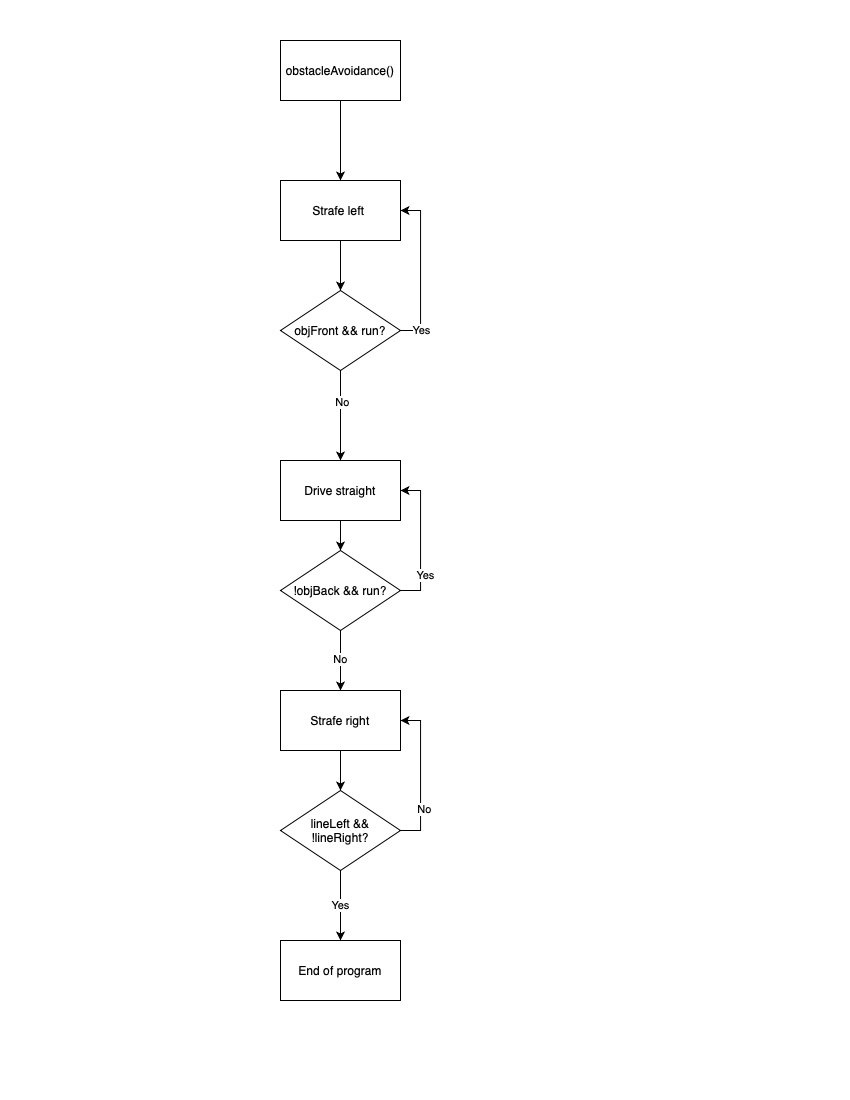 obstacleAvoidance()
Strafe left
objFront && run?
Yes
No
Drive straight
Yes
!objBack && run?
No
Strafe right
No
lineLeft &&
!lineRight?
Yes
End of program